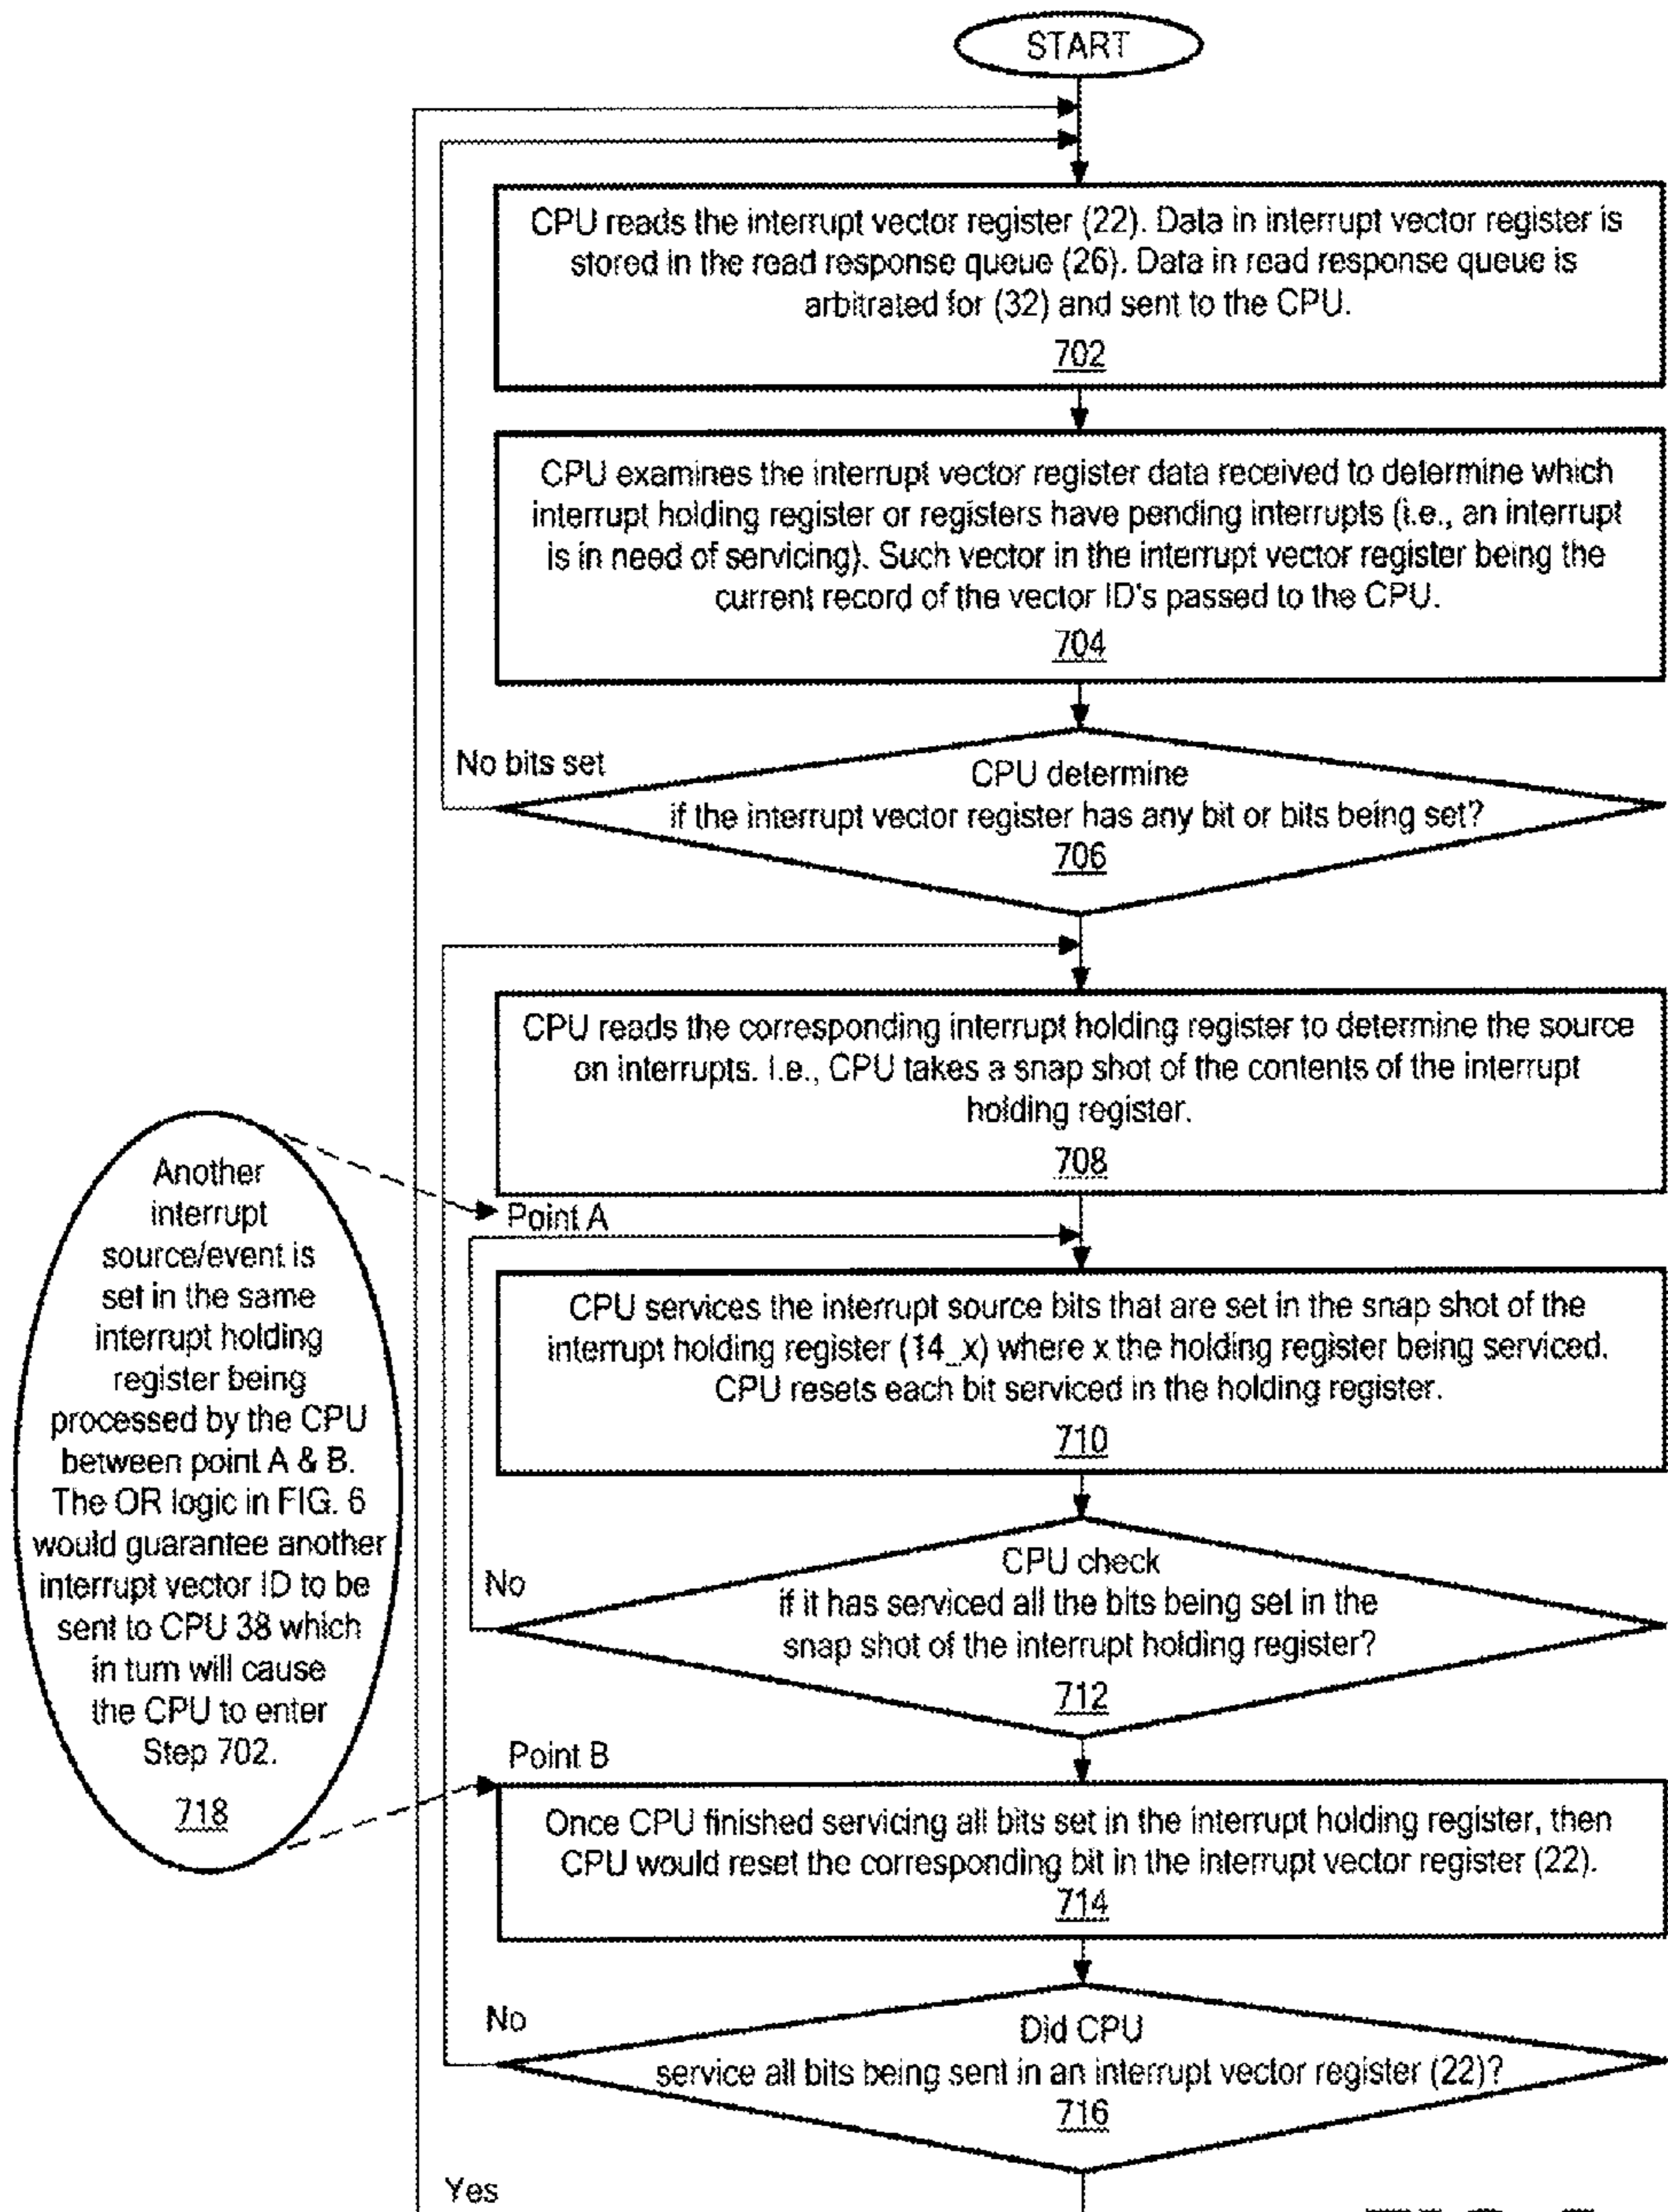 START
CPU reads the interrupt vector register (22). Data in interrupt vector register is
stored in the read response queue (26). Data in read response queue is
arbitrated for (32) and sent to the CPU.
702
CPU examines the interrupt vector register data received to determine which
interrupt holding register or registers have pending interrupts (i.e., an interrupt
is in need of servicing). Such vector in the interrupt vector register being the
current record of the vector ID's passed to the CPU.
704
No bits set
CPU determine
if the interrupt vector register has any bit or bits being set?
706
CPU reads the corresponding interrupt holding register to determine the source
on interrupts. I.e., CPU takes a snap shot of the contents of the interrupt
holding register.
708
Point A
CPU services the interrupt source bits that are set in the snap shot of the
interrupt holding register (14_x) where x the holding register being serviced.
CPU resets each bit serviced in the holding register.
710
No
CPU check
if it has serviced all the bits being set in the
snap shot of the interrupt holding register?
712
Another
interrupt
source/event is
set in the same
interrupt holding
register being
processed by the CPU
between point A & B.
The OR logic in FIG. 6
would guarantee another
interrupt vector ID to be
sent to CPU 38 which
in turn will cause
the CPU to enter
Step 702.
718
Point B
Once CPU finished servicing all bits set in the interrupt holding register, then
CPU would reset the corresponding bit in the interrupt vector register (22).
714
No
Did CPU
service all bits being sent in an interrupt vector register (22)?
716
Yes